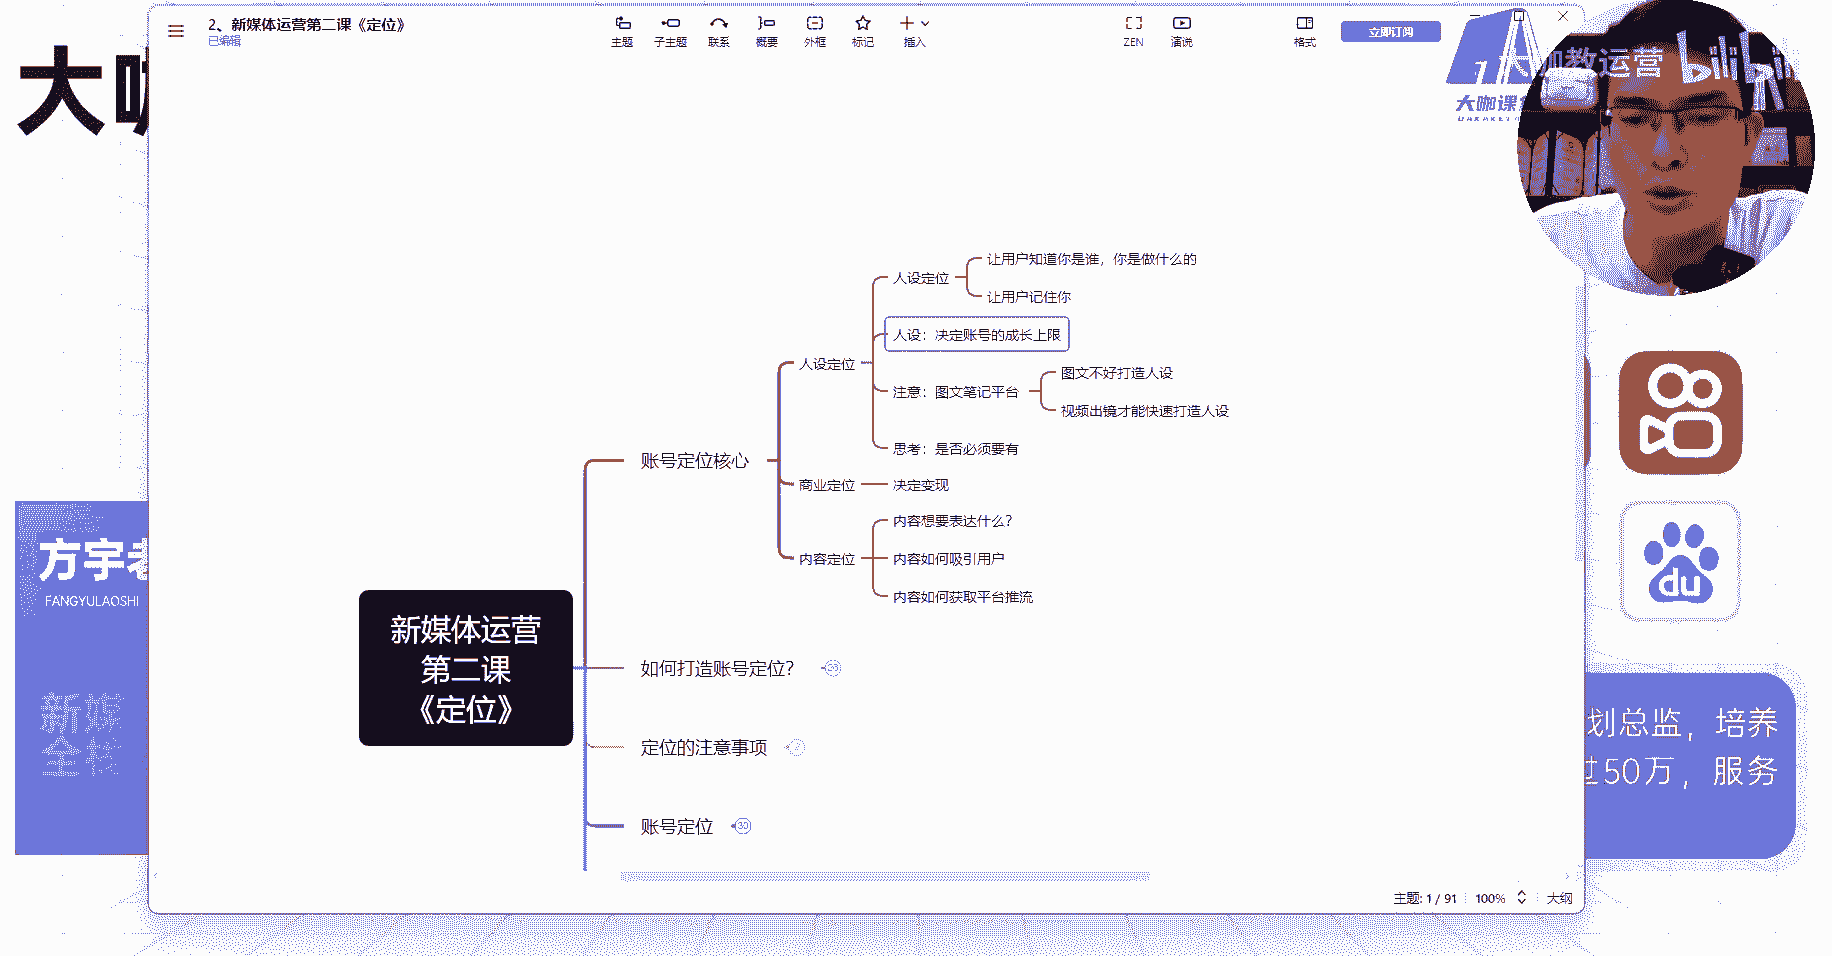 2、新媒体运营第二课《定位》
已编辑
主题
子主题
联系
概要
外框
标记
插入
ZEN
演说
格式
立即订阅
教运营
bilibili
大咖课
大
方宇
FANGYULAOSHI
新媒
全栈
划总监，培养
过50万，服务
du
人设定位
让用户知道你是谁，你是做什么的
让用户记住你
人设：决定账号的成长上限
人设定位
注意：图文笔记平台
图文不好打造人设
视频出镜才能快速打造人设
思考：是否必须要有
账号定位核心
商业定位
决定变现
内容定位
内容想要表达什么？
内容如何吸引用户
内容如何获取平台推流
新媒体运营
第二课
《定位》
如何打造账号定位？
定位的注意事项
账号定位
30
主题: 1 / 91
100%
大纲